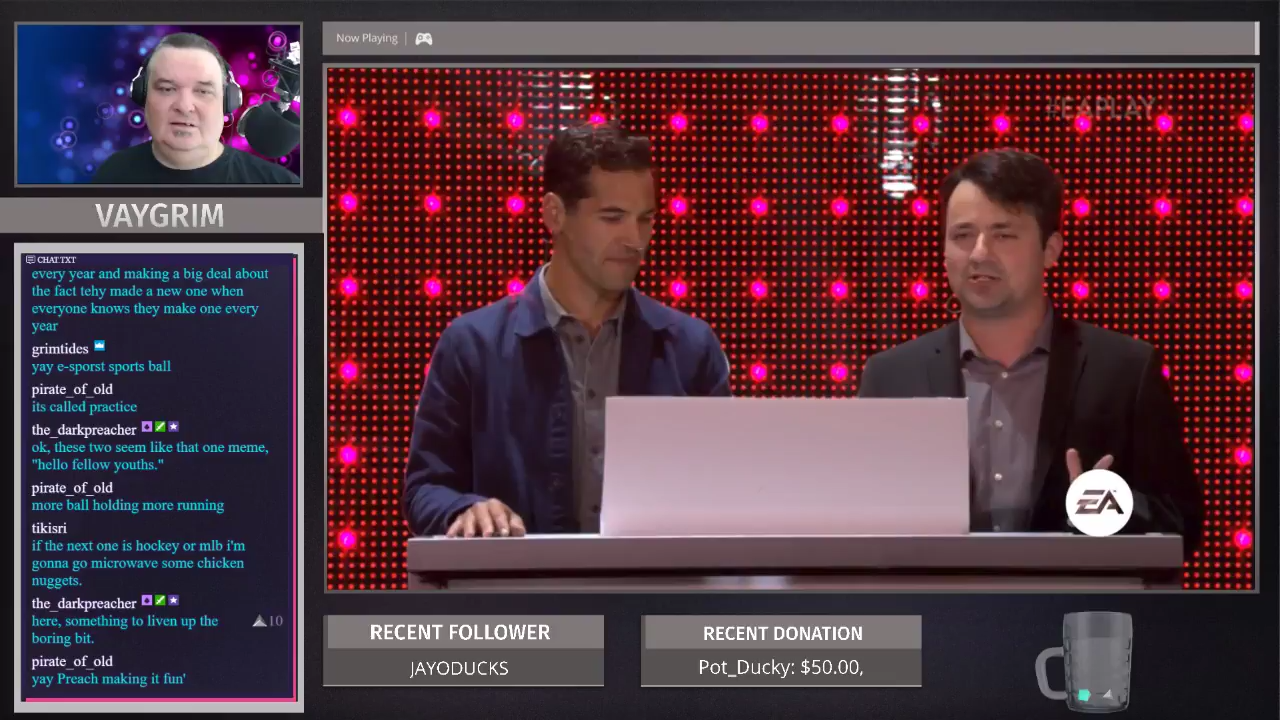 Now Playing
#EAPLAY
VAYGRIM
CHAT.TXT
every year and making a big deal about
the fact tehy made a new one when
everyone knows they make one every
year
grimtides
yay e-sporst sports ball
pirate_of_old
its called practice
the_darkpreacher
ok, these two seem like that one meme,
"hello fellow youths."
pirate_of_old
more ball holding more running
tikisri
if the next one is hockey or mlb i'm
gonna go microwave some chicken
nuggets.
the_darkpreacher
here, something to liven up the
boring bit.
10
pirate_of_old
yay Preach making it fun'
EA
RECENT FOLLOWER
JAYODUCKS
RECENT DONATION
Pot_Ducky: $50.00,